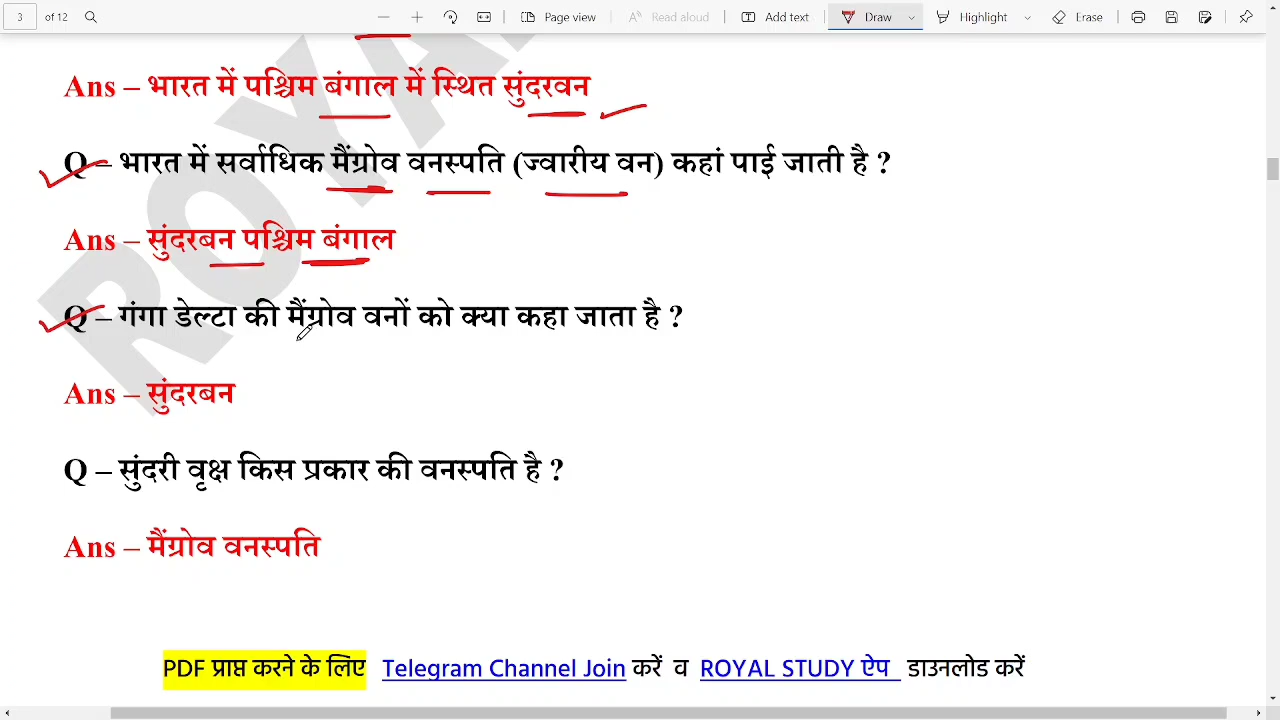 3 of 12 Page view Read aloud Add text Draw Highlight Erase
Ans – भारत में पश्चिम बंगाल में स्थित सुंदरवन
Q – भारत में सर्वाधिक मैंग्रोव वनस्पति (ज्वारीय वन) कहां पाई जाती है ?
Ans – सुंदरबन पश्चिम बंगाल
Q – गंगा डेल्टा की मैंग्रोव वनों को क्या कहा जाता है ?
Ans – सुंदरबन
Q – सुंदरी वृक्ष किस प्रकार की वनस्पति है ?
Ans – मैंग्रोव वनस्पति
PDF प्राप्त करने के लिए Telegram Channel Join करें व ROYAL STUDY ऐप डाउनलोड करें
ROYAL